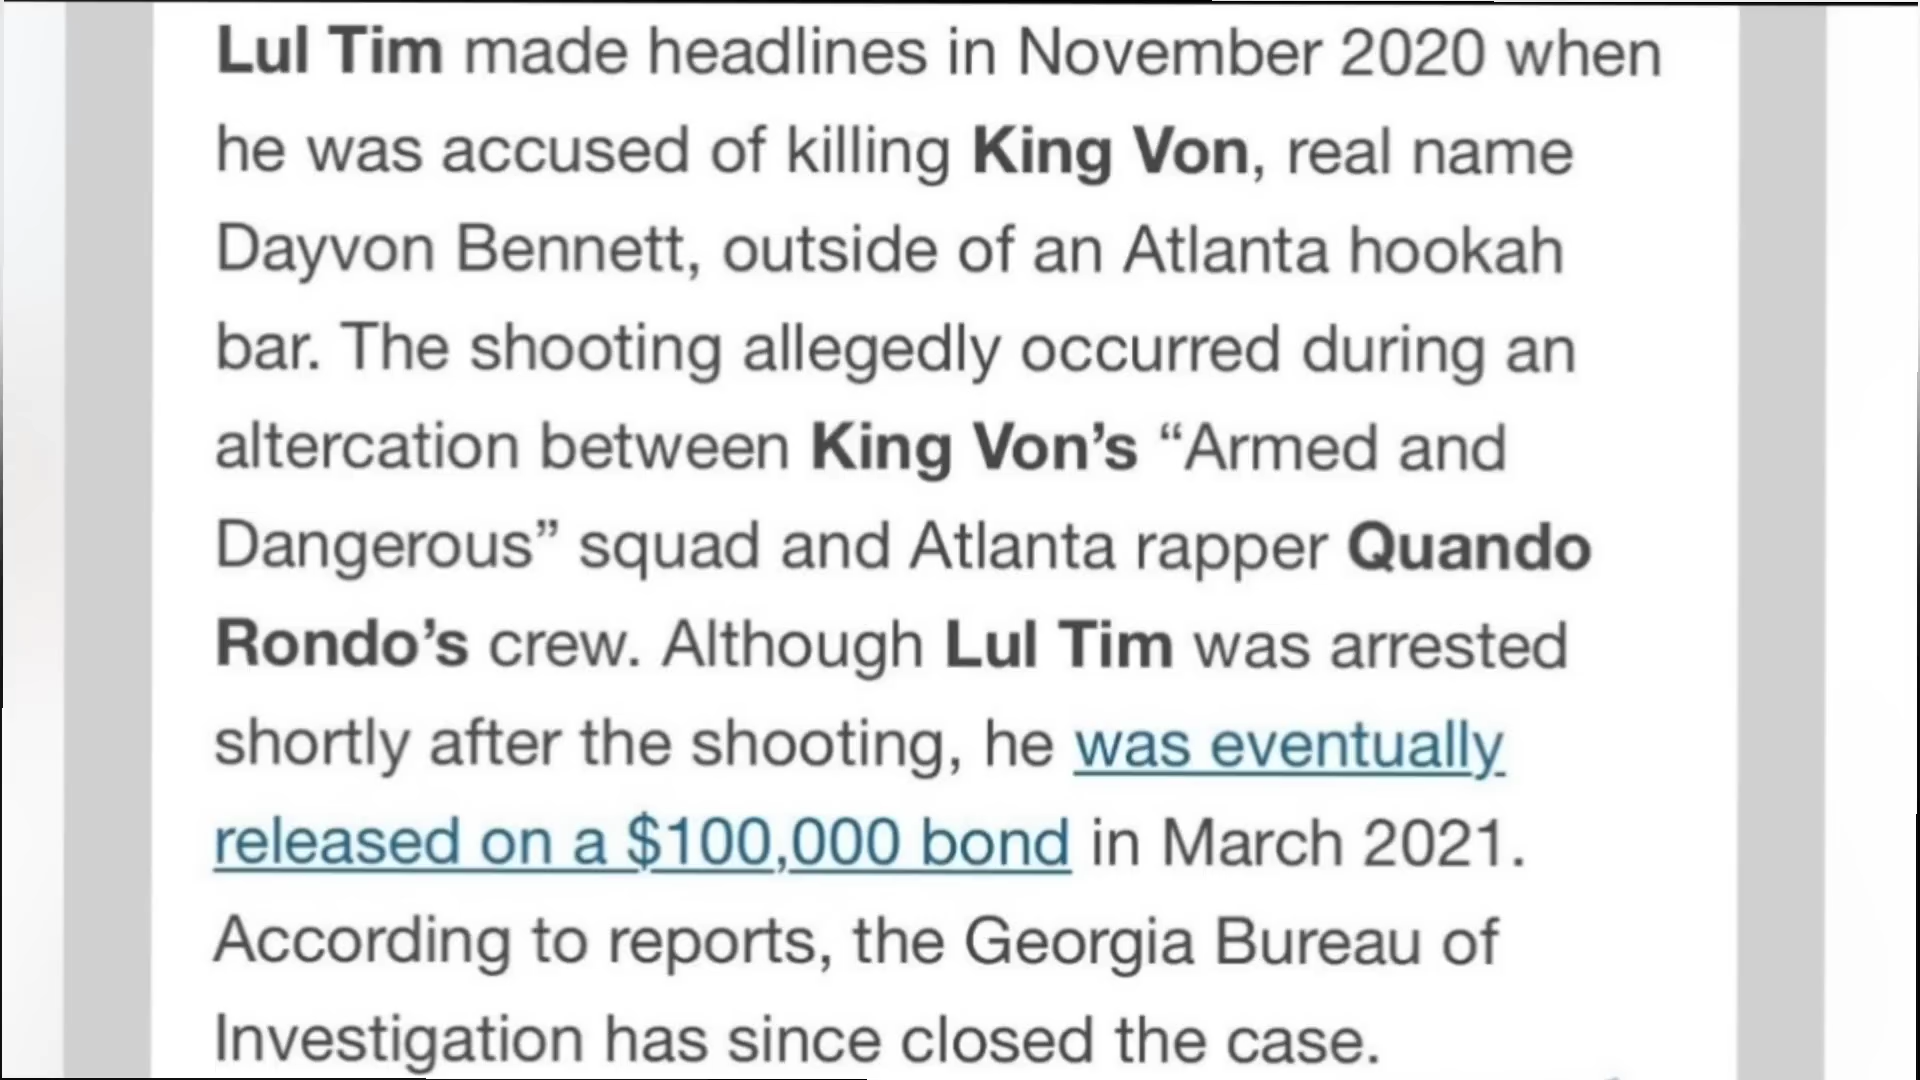 Lul Tim made headlines in November 2020 when
he was accused of killing King Von, real name
Dayvon Bennett, outside of an Atlanta hookah
bar. The shooting allegedly occurred during an
altercation between King Von’s “Armed and
Dangerous” squad and Atlanta rapper Quando
Rondo’s crew. Although Lul Tim was arrested
shortly after the shooting, he was eventually
released on a $100,000 bond in March 2021.
According to reports, the Georgia Bureau of
Investigation has since closed the case.